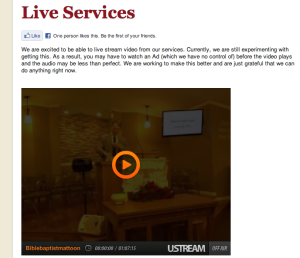 Live Services
Like One person likes this. Be the first of your friends.
We are excited to be able to live stream video from our services. Currently, we are still experimenting with
getting this. As a result, you may have to watch an Ad (which we have no control of) before the video plays
and the audio may be less than perfect. We are working to make this better and are just grateful that we can
do anything right now.
Biblebaptistmattoon 00:00:00 / 01:07:15 USTREAM OFF AIR